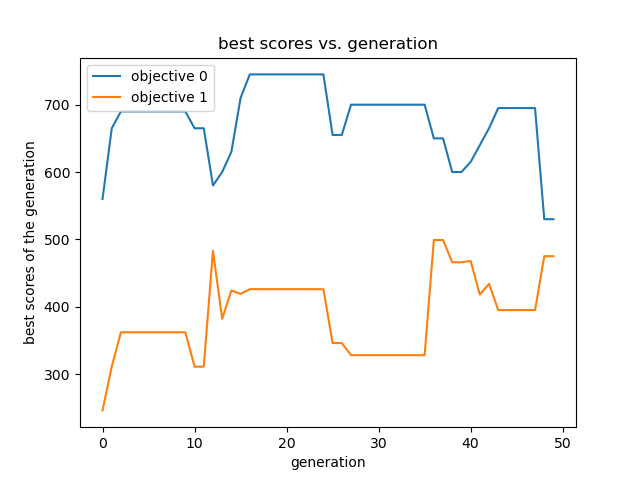 best scores vs. generation
objective 0
objective 1
best scores of the generation
700
600
500
400
300
0 10 20 30 40 50
generation